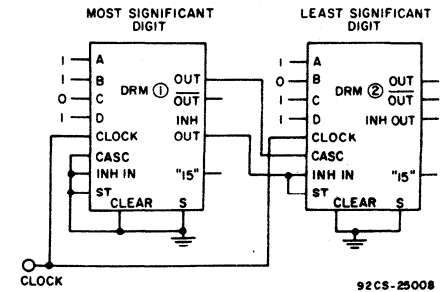 MOST SIGNIFICANT
DIGIT
LEAST SIGNIFICANT
DIGIT
1 A
1 B OUT
DRM ①
0 C OUT
1 D INH
CLOCK OUT
CASC
INH IN "15"
ST
CLEAR S
1 A
0 B OUT
DRM ②
1 C OUT
1 D INH OUT
CLOCK
CASC
INH IN "15"
ST
CLEAR S
CLOCK
92CS-25008